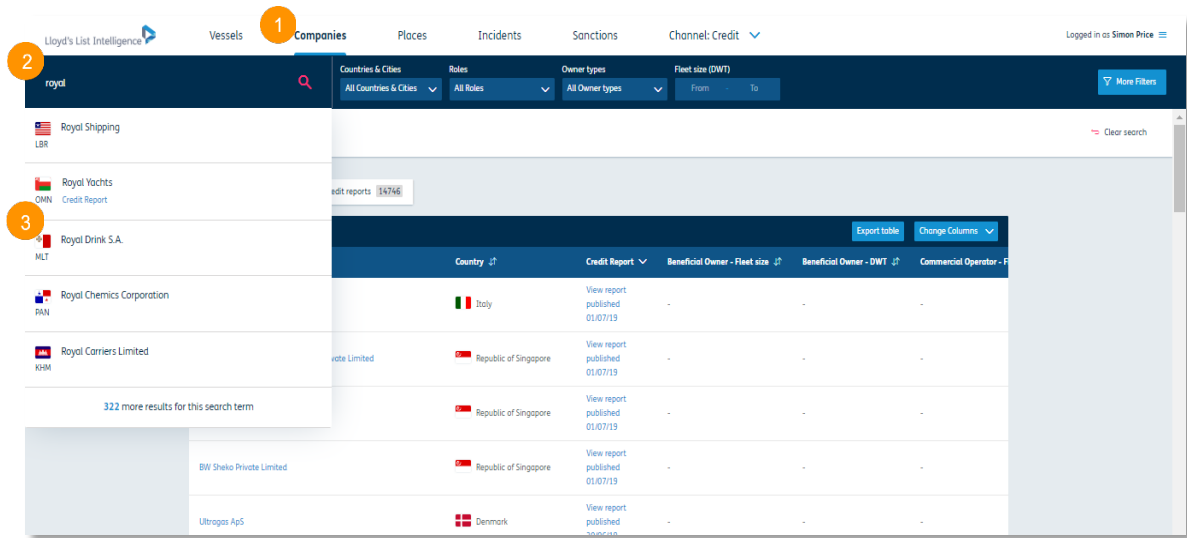 1
Lloyd's List Intelligence
Vessels
Companies
Places
Incidents
Sanctions
Channel: Credit
Logged in as Simon Price
2
royal
Countries & Cities
All Countries & Cities
Roles
All Roles
Owner types
All Owner types
Fleet size (DWT)
From - To
More Filters
Royal Shipping
LBR
Clear search
Royal Yachts
OMN Credit Report
edit reports 14746
3
Royal Drink S.A.
MLT
Export table
Change Columns
Country
Credit Report
Beneficial Owner - Fleet size
Beneficial Owner - DWT
Commercial Operator - F
Royal Chemics Corporation
PAN
Italy
View report
published
01/07/19
-
-
-
Royal Carriers Limited
KHM
vate Limited
Republic of Singapore
View report
published
01/07/19
-
-
-
322 more results for this search term
Republic of Singapore
View report
published
01/07/19
-
-
-
BW Sheko Private Limited
Republic of Singapore
View report
published
01/07/19
-
-
-
Ultragas ApS
Denmark
View report
published
-
-
-